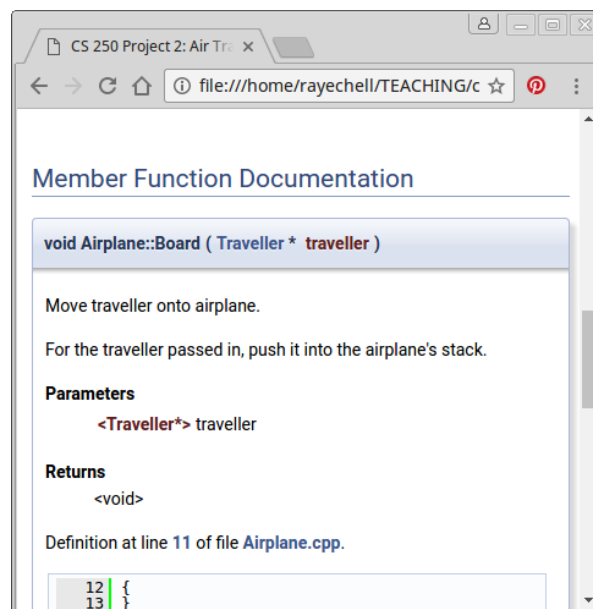 CS 250 Project 2: Air Tra
file:///home/rayechell/TEACHING/c
Member Function Documentation
void Airplane::Board ( Traveller * traveller )
Move traveller onto airplane.
For the traveller passed in, push it into the airplane's stack.
Parameters
<Traveller*> traveller
Returns
<void>
Definition at line 11 of file Airplane.cpp.
12 {
13 }